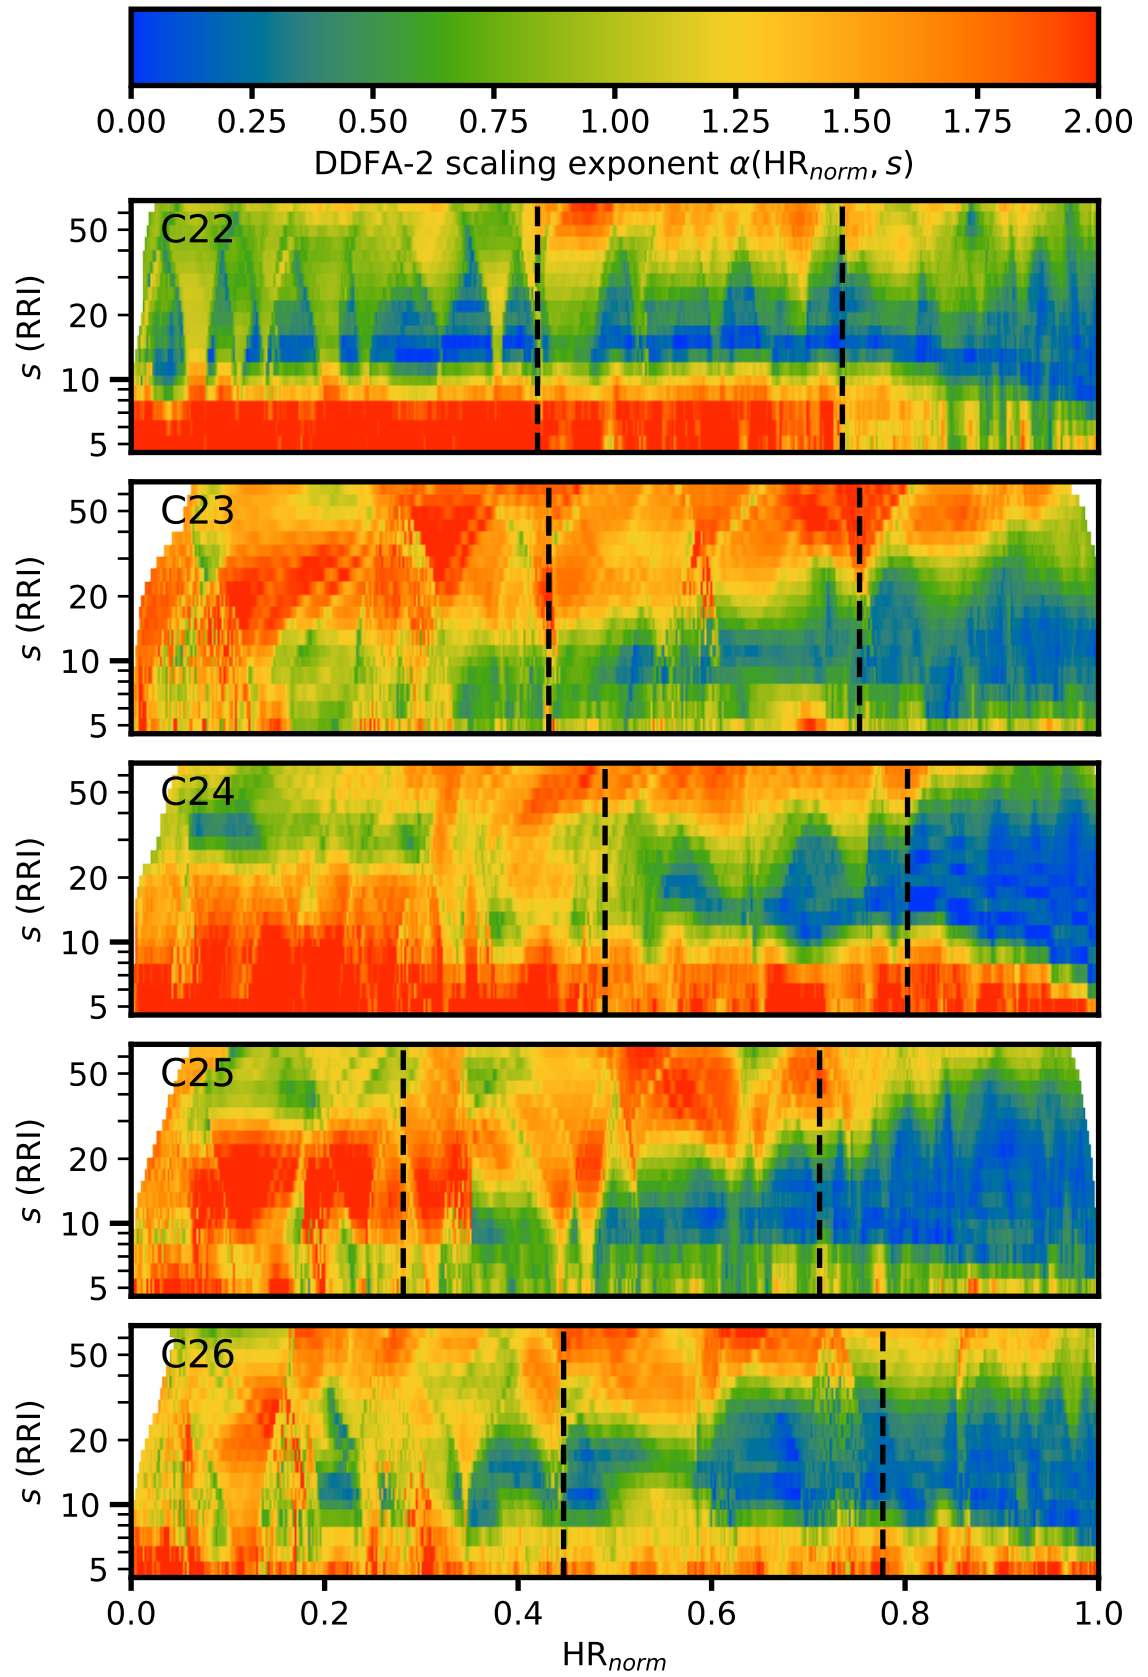 0.00 0.25 0.50 0.75 1.00 1.25 1.50 1.75 2.00
DDFA-2 scaling exponent α(HRnorm, s)
C22
50
20
10
5
s (RRI)
C23
50
20
10
5
s (RRI)
C24
50
20
10
5
s (RRI)
C25
50
20
10
5
s (RRI)
C26
50
20
10
5
s (RRI)
0.0 0.2 0.4 0.6 0.8 1.0
HRnorm